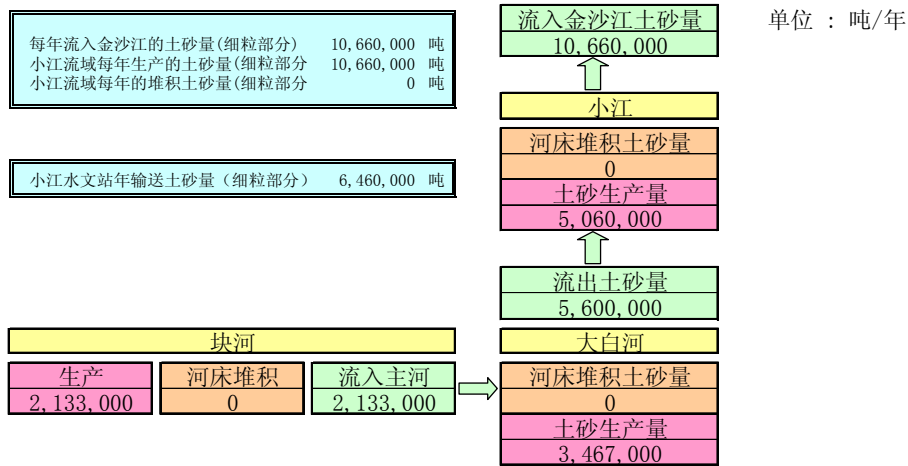 单位 : 吨/年
流入金沙江土砂量
10,660,000
每年流入金沙江的土砂量(细粒部分) 10,660,000 吨
小江流域每年生产的土砂量(细粒部分 10,660,000 吨
小江流域每年的堆积土砂量(细粒部分 0 吨
小江
河床堆积土砂量
0
土砂生产量
5,060,000
小江水文站年输送土砂量（细粒部分） 6,460,000 吨
流出土砂量
5,600,000
块河
大白河
生产
2,133,000
河床堆积
0
流入主河
2,133,000
河床堆积土砂量
0
土砂生产量
3,467,000